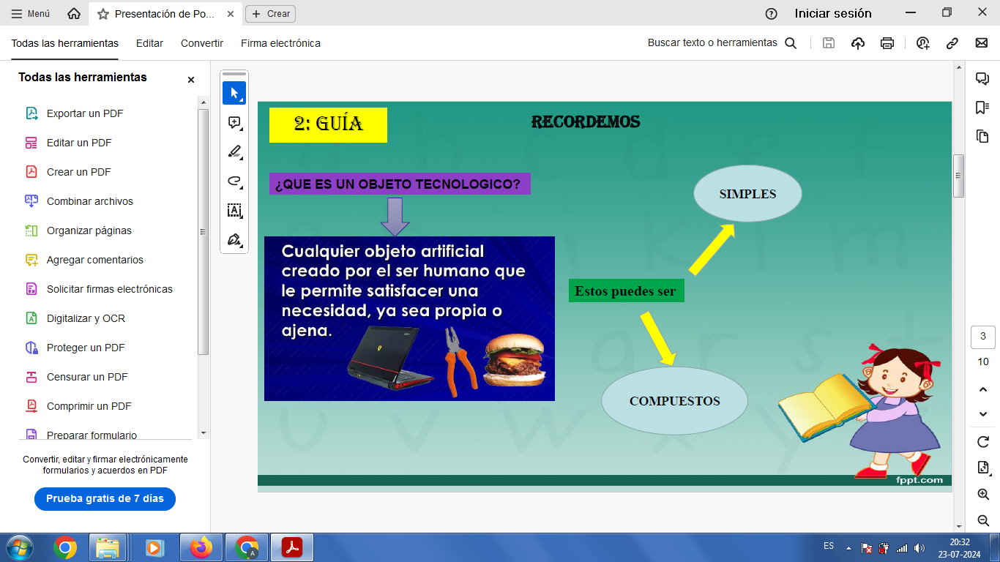 Menú
Presentación de Po...
Crear
Iniciar sesión
Todas las herramientas
Editar
Convertir
Firma electrónica
Buscar texto o herramientas
Todas las herramientas
Exportar un PDF
Editar un PDF
Crear un PDF
Combinar archivos
Organizar páginas
Agregar comentarios
Solicitar firmas electrónicas
Digitalizar y OCR
Proteger un PDF
Censurar un PDF
Comprimir un PDF
Preparar formulario
Convertir, editar y firmar electrónicamente
formularios y acuerdos en PDF
Prueba gratis de 7 días
2: GUÍA
RECORDEMOS
¿QUE ES UN OBJETO TECNOLOGICO?
Cualquier objeto artificial
creado por el ser humano que
le permite satisfacer una
necesidad, ya sea propia o
ajena.
SIMPLES
Estos puedes ser
COMPUESTOS
fppt.com
3
10
ES
20:32
23-07-2024